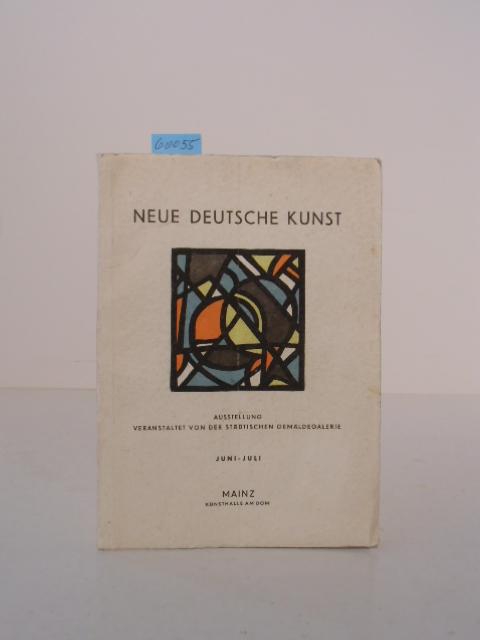 60055
NEUE DEUTSCHE KUNST
AUSSTELLUNG
VERANSTALTET VON DER STÄDTISCHEN GEMÄLDEGALERIE
JUNI-JULI
MAINZ
KUNSTHALLE AM DOM